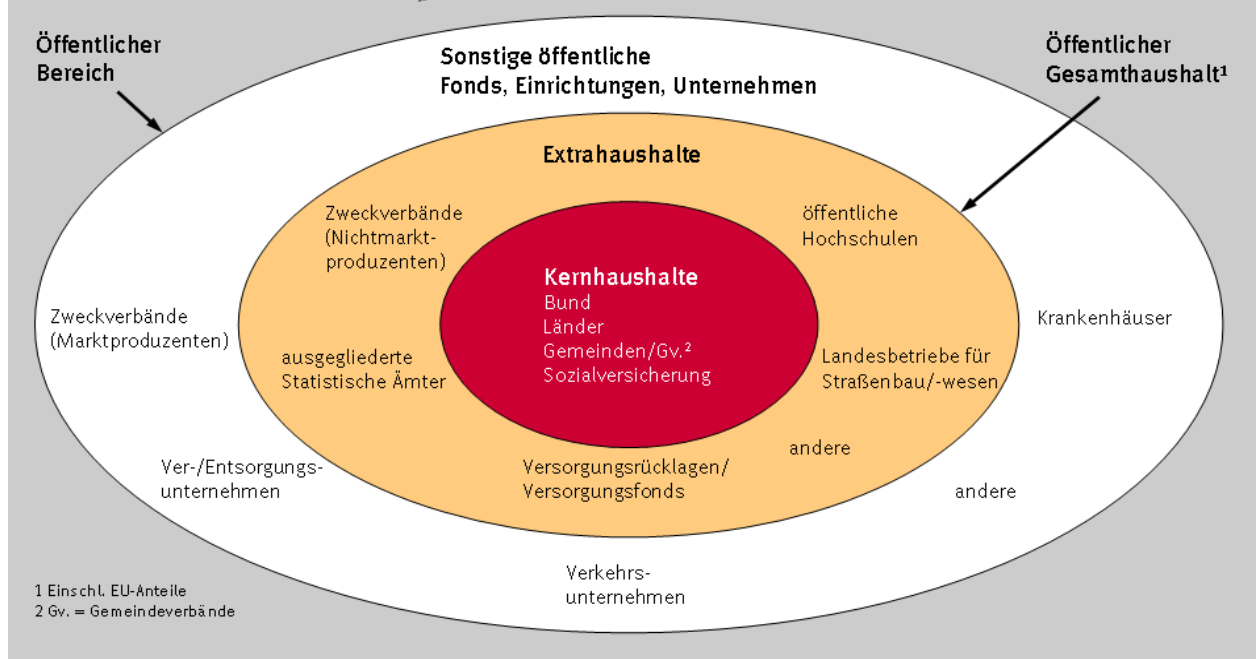 Öffentlicher
Bereich
Sonstige öffentliche
Fonds, Einrichtungen, Unternehmen
Öffentlicher
Gesamthaushalt¹
Extrahaushalte
Zweckverbände
(Nichtmarkt-
produzenten)
öffentliche
Hochschulen
Kernhaushalte
Bund
Länder
Gemeinden/Gv.²
Sozialversicherung
Zweckverbände
(Marktproduzenten)
Krankenhäuser
ausgegliederte
Statistische Ämter
Landesbetriebe für
Straßenbau/-wesen
andere
Ver-/Entsorgungs-
unternehmen
Versorgungsrücklagen/
Versorgungsfonds
andere
Verkehrs-
unternehmen
1 Einschl. EU-Anteile
2 Gv. = Gemeindeverbände